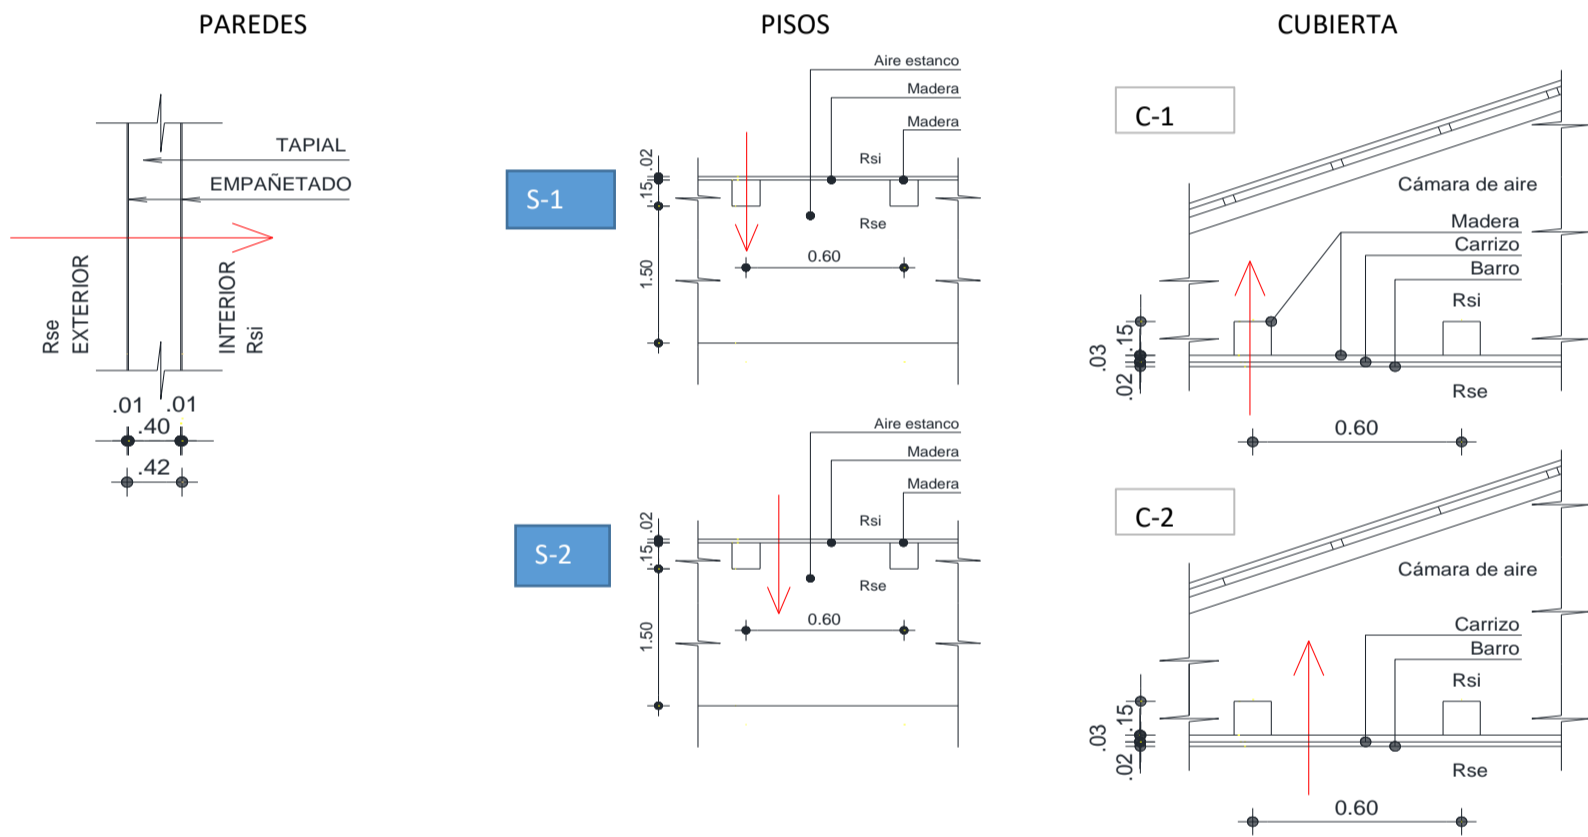 PAREDES
TAPIAL
EMPAÑETADO
Rse
EXTERIOR
INTERIOR
Rsi
.01
.01
.40
.42
PISOS
S-1
Aire estanco
Madera
Madera
Rsi
Rse
.02
.15
1.50
0.60
S-2
Aire estanco
Madera
Madera
Rsi
Rse
.02
.15
1.50
0.60
CUBIERTA
C-1
Cámara de aire
Madera
Carrizo
Barro
Rsi
Rse
.15
.03
.02
0.60
C-2
Cámara de aire
Carrizo
Barro
Rsi
Rse
.15
.03
.02
0.60